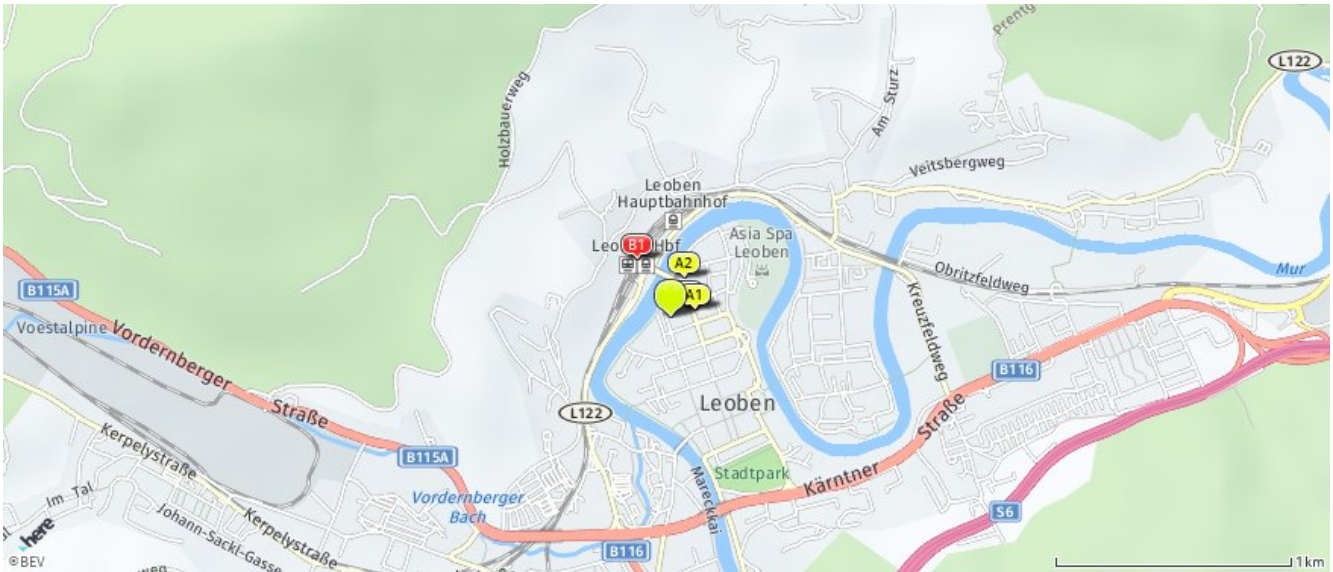 Prentg
L122
Holzbauerweg
Am Sturz
Veitsbergweg
Leoben
Hauptbahnhof
Asia Spa
Leoben
B1
Hbf
A2
A1
Obritzfeldweg
Mur
B115A
Voestalpine
Vordernberger
Straße
Kreuzfeldweg
B116
Leoben
L122
Straße
Kerpelystraße
B115A
Stadtpark
Kärntner
Im Tal
Vordernberger
Bach
Mareckkai
S6
Johann-Sackl-Gasse
Kerpelystraße
B116
here
©BEV
1km